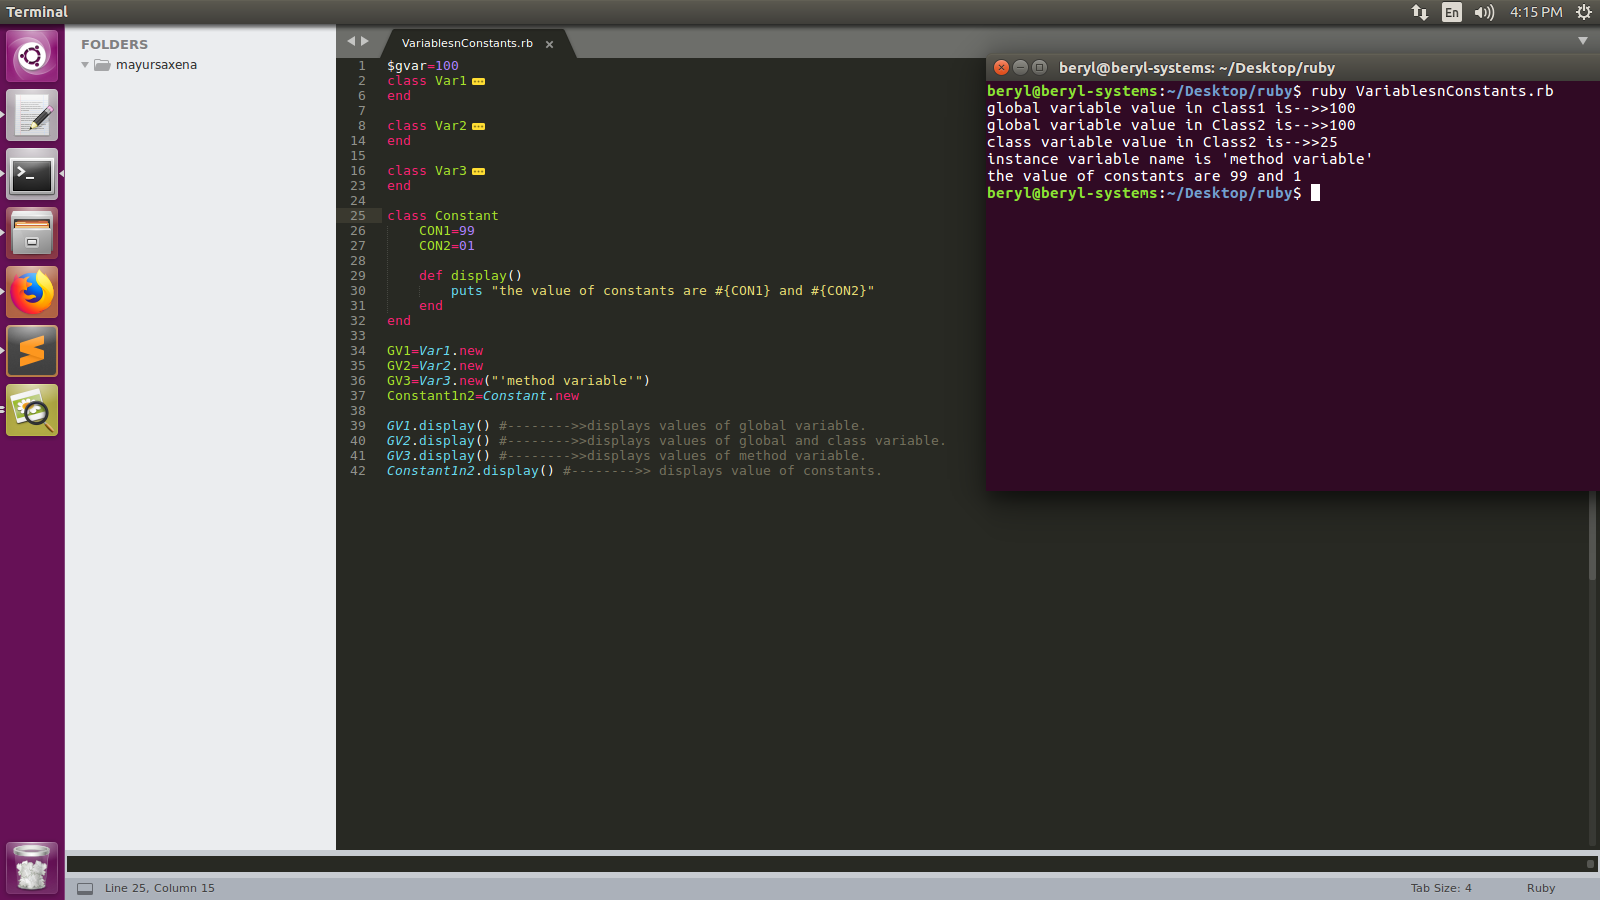 Terminal
En
4:15 PM
FOLDERS
mayursaxena
VariablesnConstants.rb ×
1 $gvar=100
2 class Var1
6 end
7
8 class Var2
14 end
15
16 class Var3
23 end
24
25 class Constant
26     CON1=99
27     CON2=01
28
29     def display()
30         puts "the value of constants are #{CON1} and #{CON2}"
31     end
32 end
33
34 GV1=Var1.new
35 GV2=Var2.new
36 GV3=Var3.new("'method variable'")
37 Constant1n2=Constant.new
38
39 GV1.display() #-------->>displays values of global variable.
40 GV2.display() #-------->>displays values of global and class variable.
41 GV3.display() #-------->>displays values of method variable.
42 Constant1n2.display() #-------->> displays value of constants.
beryl@beryl-systems: ~/Desktop/ruby
beryl@beryl-systems:~/Desktop/ruby$ ruby VariablesnConstants.rb
global variable value in class1 is-->>100
global variable value in Class2 is-->>100
class variable value in Class2 is-->>25
instance variable name is 'method variable'
the value of constants are 99 and 1
beryl@beryl-systems:~/Desktop/ruby$
Line 25, Column 15
Tab Size: 4
Ruby